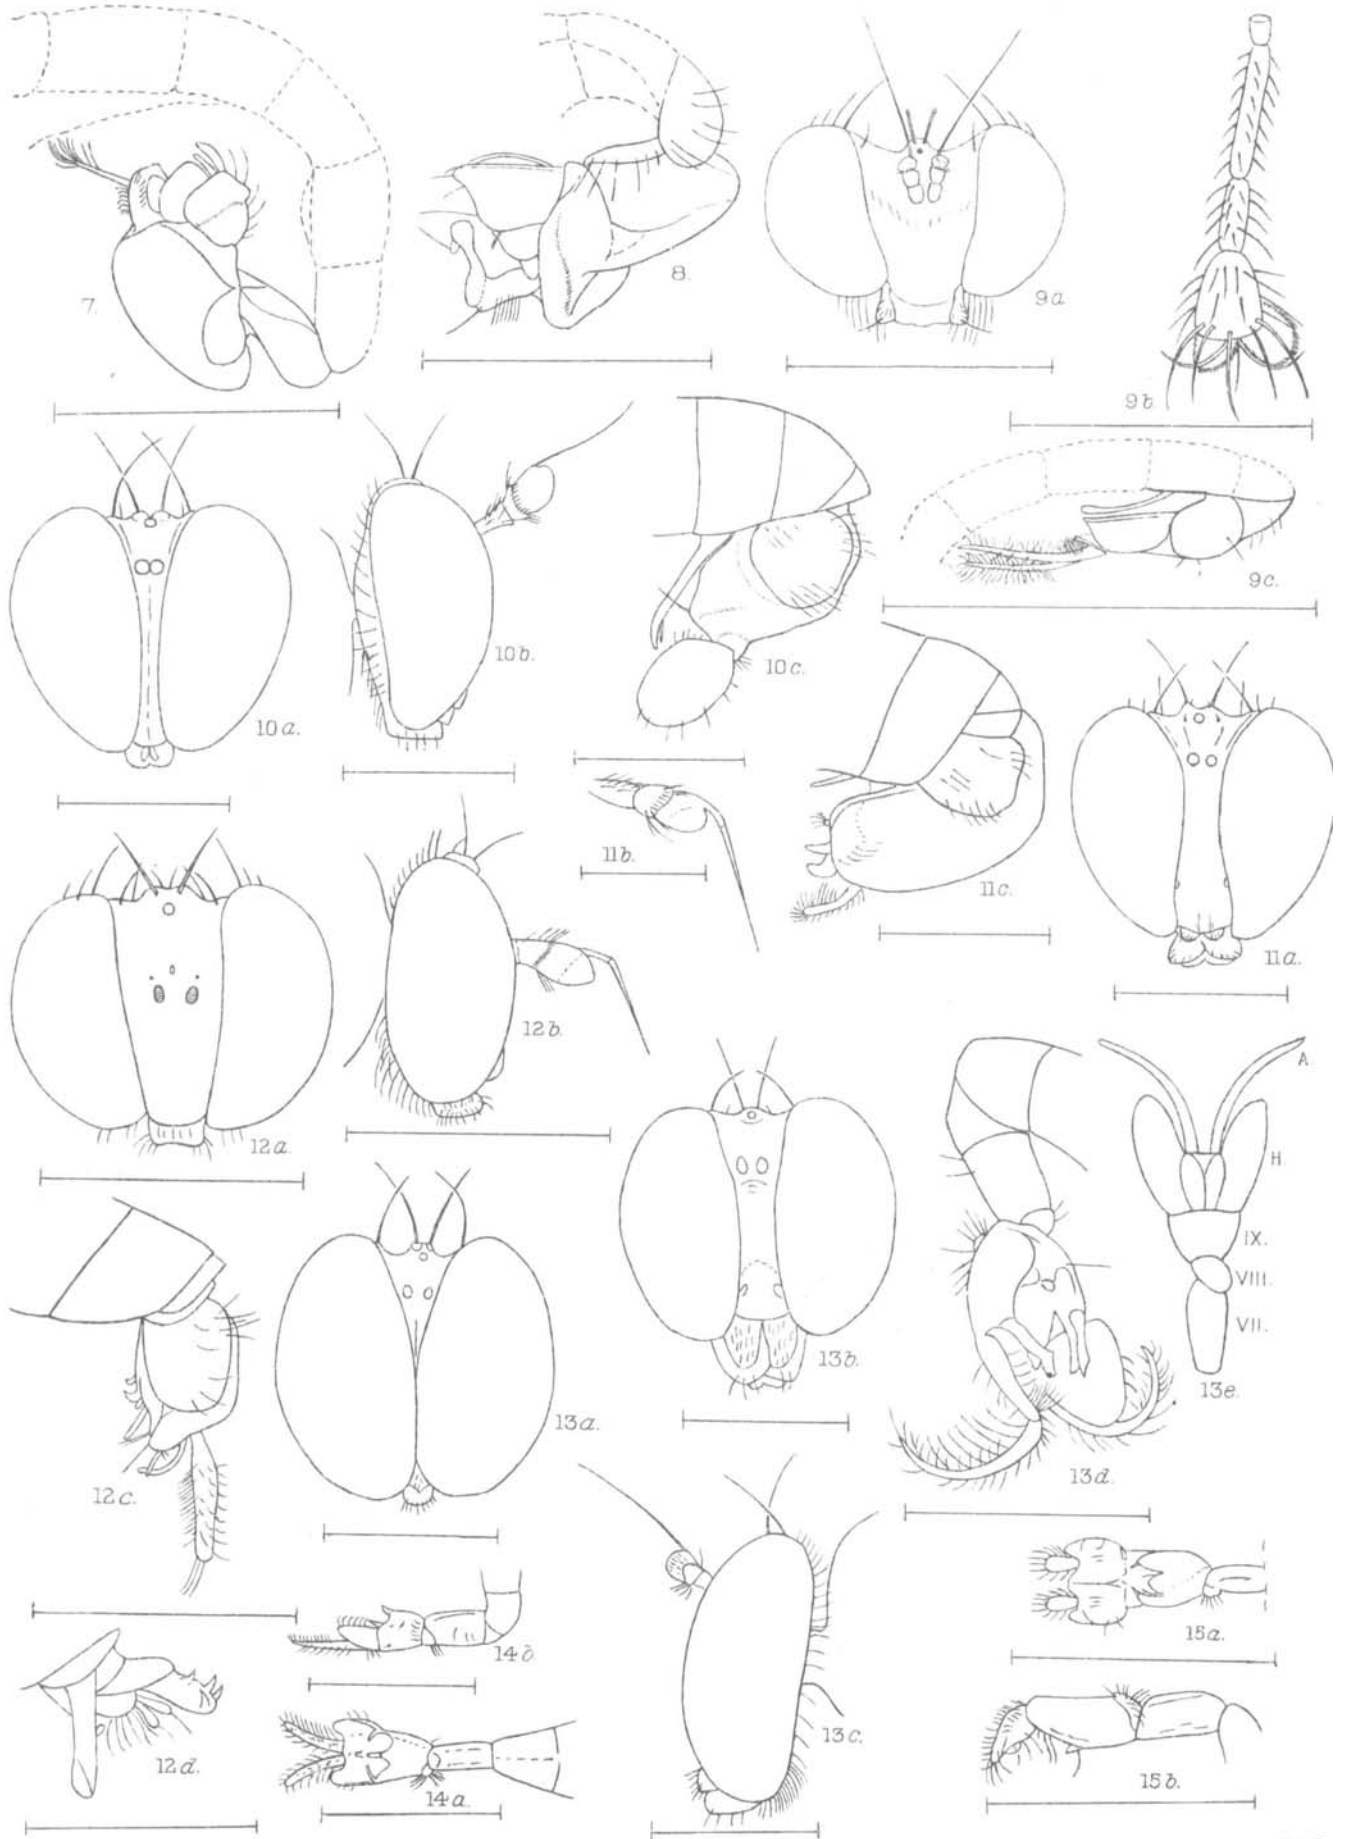 7.
8.
9a
9b.
9c.
10a.
10b.
10c.
11b.
11c.
11a.
12a.
12b.
A.
H.
IX.
VIII.
VII.
13e.
13b.
13a.
13d.
12c.
12d.
14b.
14a.
13c.
15a.
15b.